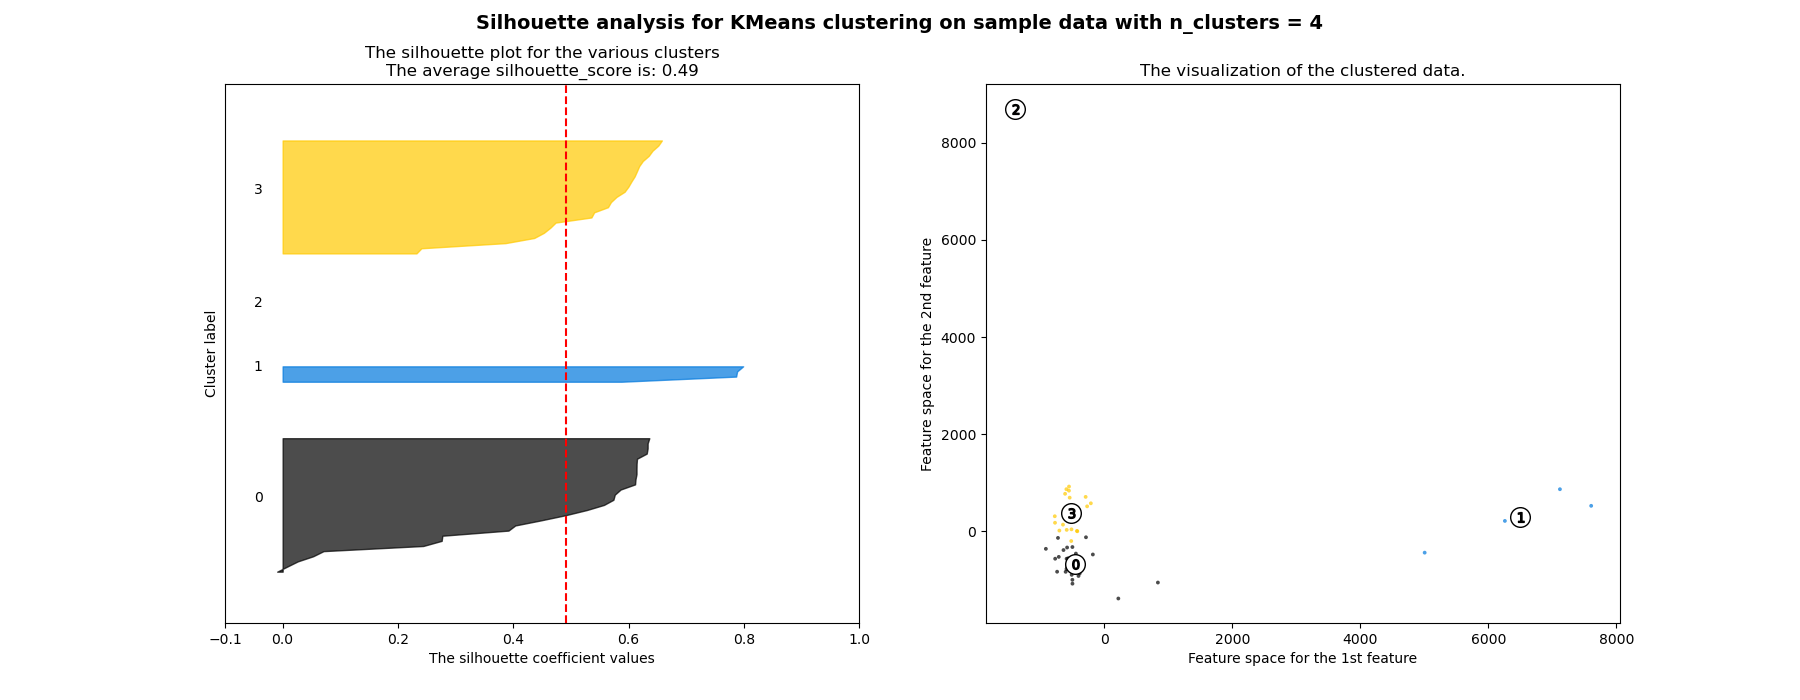 Silhouette analysis for KMeans clustering on sample data with n_clusters = 4
The silhouette plot for the various clusters
The average silhouette_score is: 0.49
3
2
1
0
Cluster label
−0.1 0.0 0.2 0.4 0.6 0.8 1.0
The silhouette coefficient values
The visualization of the clustered data.
2
3
1
0
8000
6000
4000
2000
0
Feature space for the 2nd feature
0 2000 4000 6000 8000
Feature space for the 1st feature